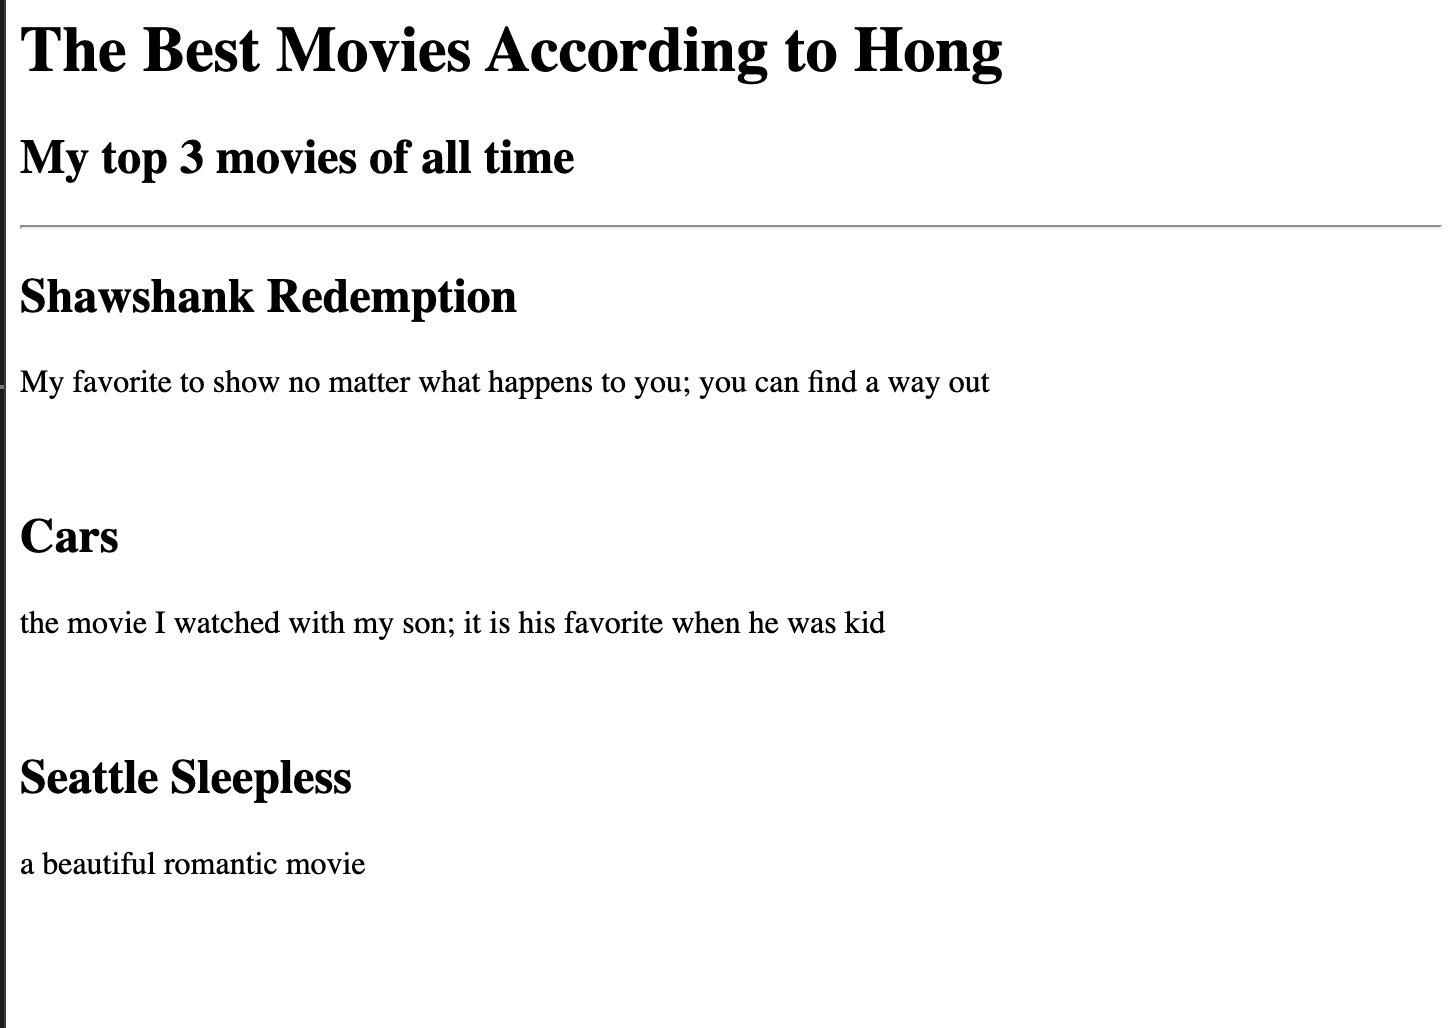 The Best Movies According to Hong
My top 3 movies of all time
Shawshank Redemption
My favorite to show no matter what happens to you; you can find a way out
Cars
the movie I watched with my son; it is his favorite when he was kid
Seattle Sleepless
a beautiful romantic movie